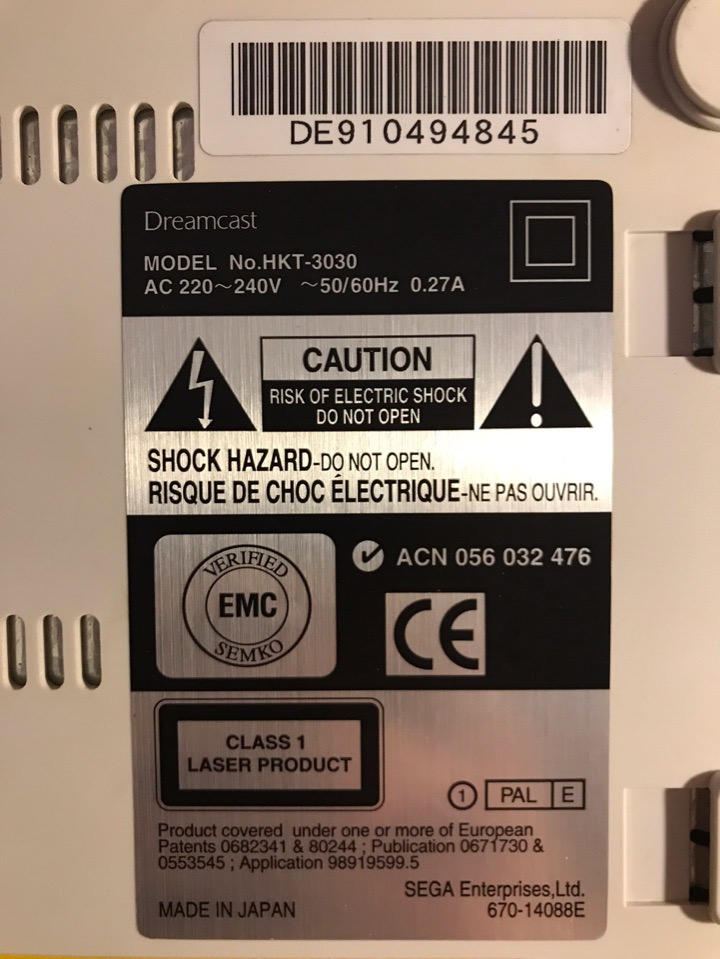 DE910494845
Dreamcast
MODEL No.HKT-3030
AC 220～240V ～50/60Hz 0.27A
CAUTION
RISK OF ELECTRIC SHOCK
DO NOT OPEN
SHOCK HAZARD-DO NOT OPEN.
RISQUE DE CHOC ÉLECTRIQUE-NE PAS OUVRIR.
VERIFIED
EMC
SEMKO
ACN 056 032 476
CE
CLASS 1
LASER PRODUCT
1 PAL E
Product covered under one or more of European
Patents 0682341 & 80244 ; Publication 0671730 &
0553545 ; Application 98919599.5
SEGA Enterprises,Ltd.
MADE IN JAPAN 670-14088E